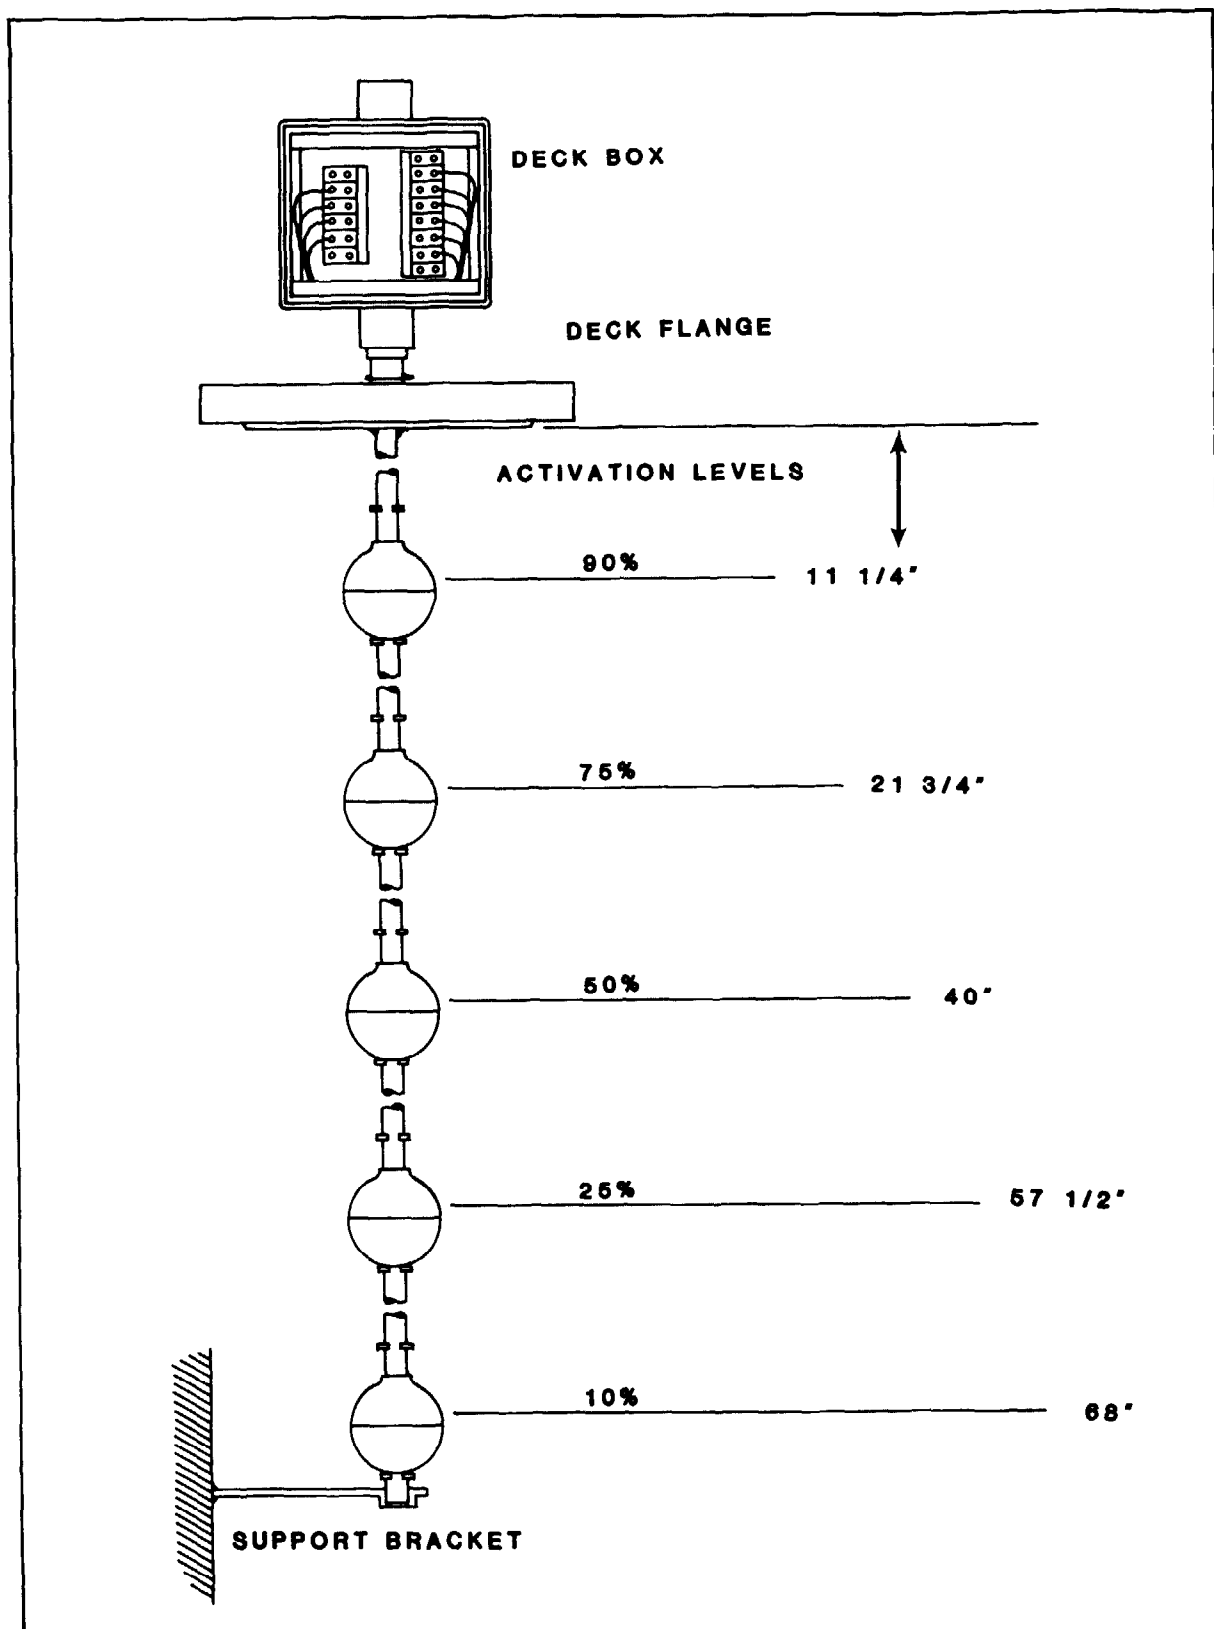 DECK BOX
DECK FLANGE
ACTIVATION LEVELS
90% 11 1/4"
75% 21 3/4"
50% 40"
25% 57 1/2"
10% 68"
SUPPORT BRACKET